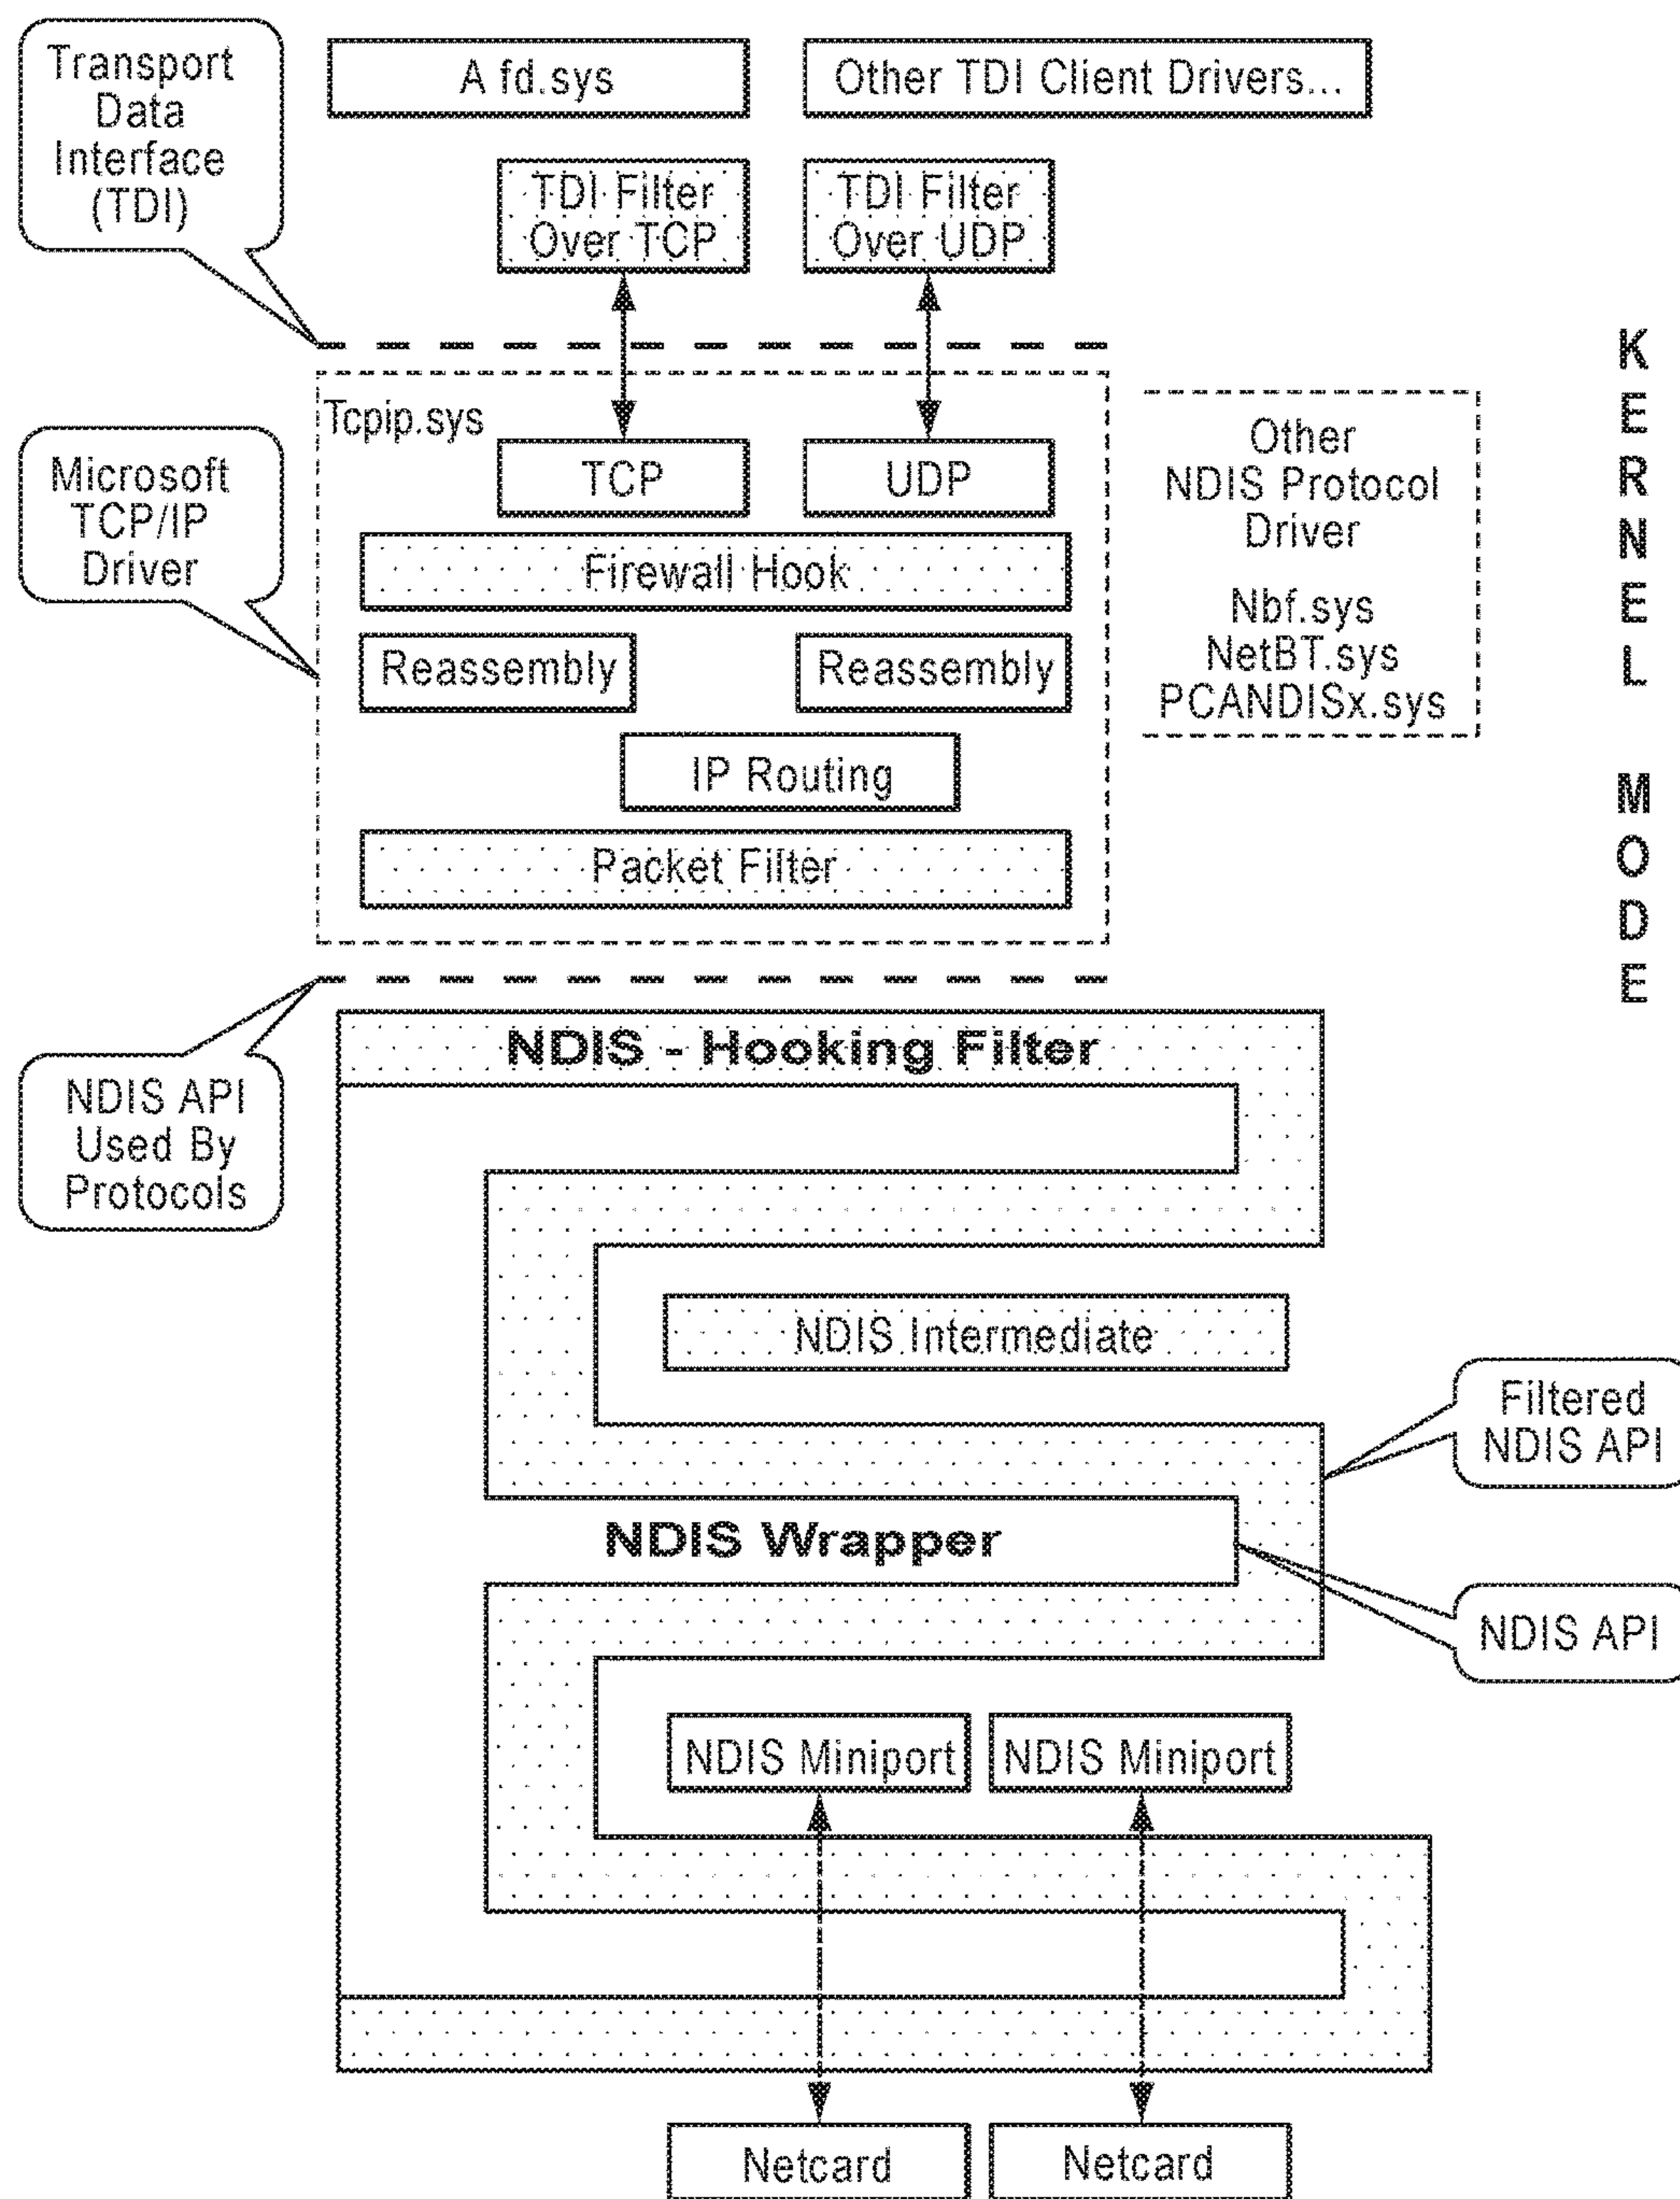 Transport
Data
Interface
(TDI)
A fd.sys
Other TDI Client Drivers...
TDI Filter
Over TCP
TDI Filter
Over UDP
Tcpip.sys
TCP
UDP
Microsoft
TCP/IP
Driver
Firewall Hook
Reassembly
Reassembly
IP Routing
Packet Filter
Other
NDIS Protocol
Driver
Nbf.sys
NetBT.sys
PCANDISx.sys
KERNEL MODE
NDIS - Hooking Filter
NDIS API
Used By
Protocols
NDIS Intermediate
Filtered
NDIS API
NDIS Wrapper
NDIS API
NDIS Miniport
NDIS Miniport
Netcard
Netcard